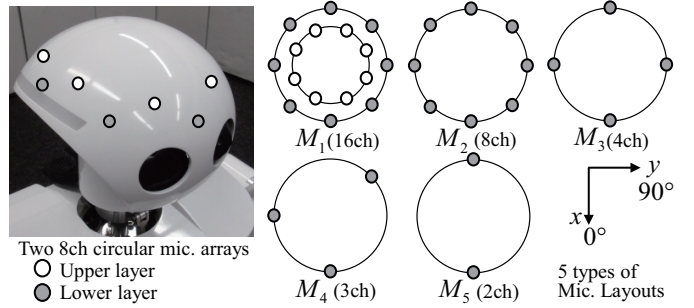 M1(16ch)
M2 (8ch)
M3(4ch)
y
90°
x
0°
Two 8ch circular mic. arrays
Upper layer
Lower layer
M4 (3ch)
M5 (2ch)
5 types of
Mic. Layouts